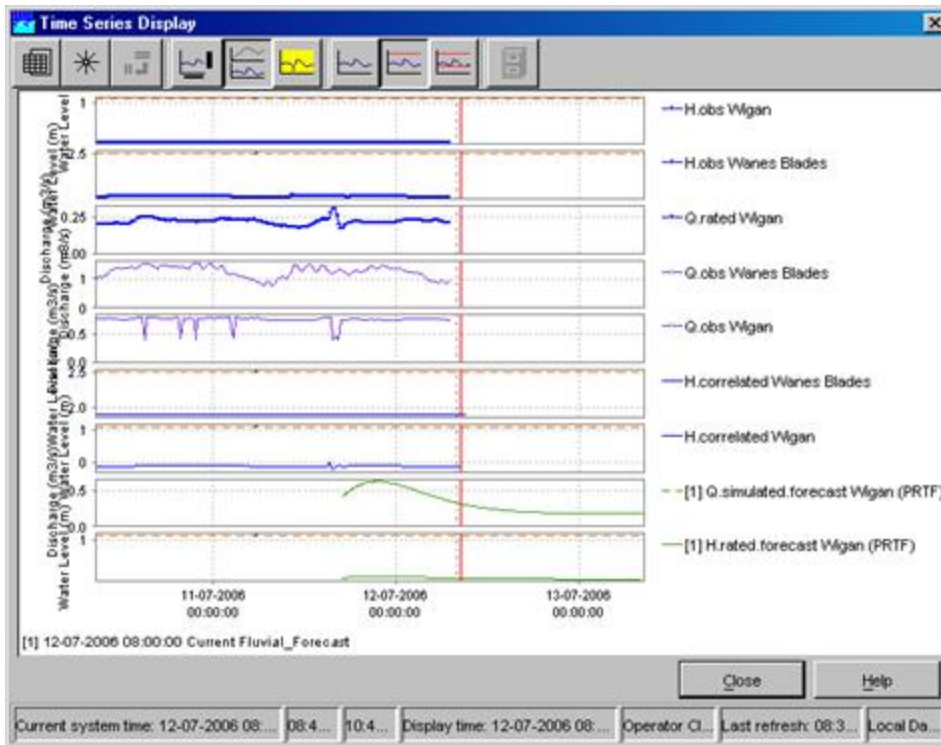 Time Series Display
1
H.obs Wigan
2.5
H.obs Wanes Blades
0.25
0.00
Q.rated Wigan
1
0
Q.obs Wanes Blades
0.5
0.0
Q.obs Wigan
2.5
2.0
H.correlated Wanes Blades
1
0
H.correlated Wigan
0.5
0.0
[1] Q.simulated.forecast Wigan (PRTF)
1
[1] H.rated.forecast Wigan (PRTF)
Water Level (m)
Water Level
Discharge (m3/s)
Water Level (m)
11-07-2006 12-07-2006 13-07-2006
00:00:00 00:00:00 00:00:00
[1] 12-07-2006 08:00:00 Current Fluvial_Forecast
Close Help
Current system time: 12-07-2006 08:... 08:4... 10:4... Display time: 12-07-2006 08:... Operator Cl... Last refresh: 08:3... Local Da...